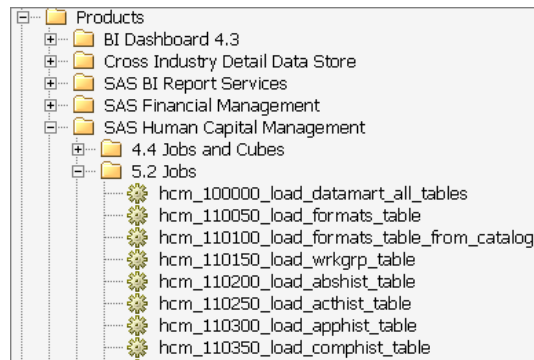 Products
BI Dashboard 4.3
Cross Industry Detail Data Store
SAS BI Report Services
SAS Financial Management
SAS Human Capital Management
4.4 Jobs and Cubes
5.2 Jobs
hcm_100000_load_datamart_all_tables
hcm_110050_load_formats_table
hcm_110100_load_formats_table_from_catalog
hcm_110150_load_wrkgrp_table
hcm_110200_load_abshist_table
hcm_110250_load_acthist_table
hcm_110300_load_apphist_table
hcm_110350_load_comphist_table